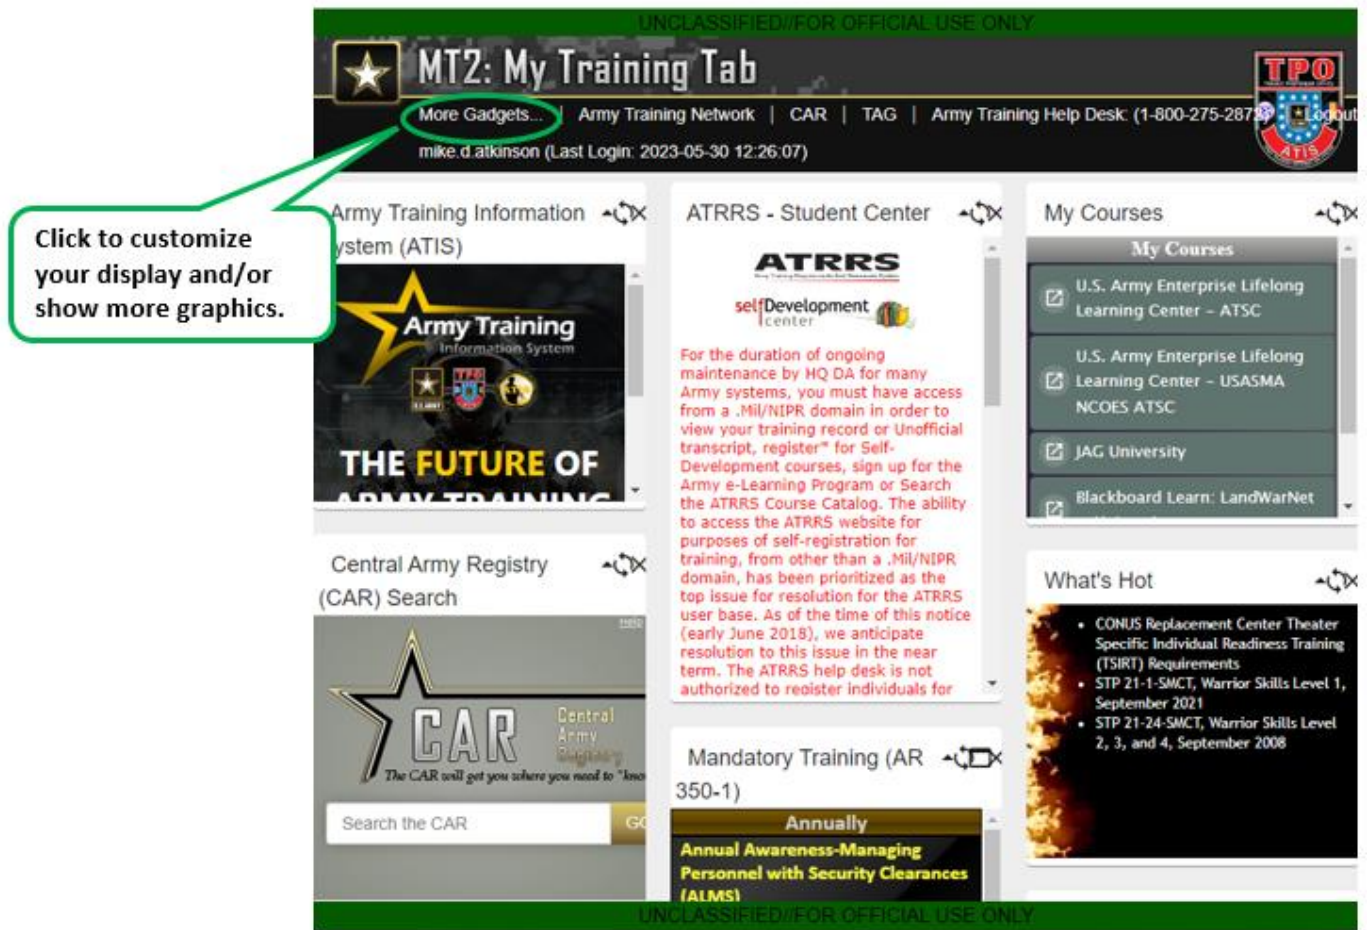 UNCLASSIFIED//FOR OFFICIAL USE ONLY
MT2: My Training Tab
TPO
ATIS
More Gadgets... | Army Training Network | CAR | TAG | Army Training Help Desk: (1-800-275-287 Logout
mike.d.atkinson (Last Login: 2023-05-30 12:26:07)
Click to customize
your display and/or
show more graphics.
Army Training Information
ystem (ATIS)
Army Training
Information System
U.S. ARMY
TPO
THE FUTURE OF
ARMY TRAINING
Central Army Registry
(CAR) Search
Help
CAR
Central
Army
Registry
The CAR will get you where you need to "know
Search the CAR
GO
ATRRS - Student Center
ATRRS
selfDevelopment
center
For the duration of ongoing
maintenance by HQ DA for many
Army systems, you must have access
from a .Mil/NIPR domain in order to
view your training record or Unofficial
transcript, register* for Self-
Development courses, sign up for the
Army e-Learning Program or Search
the ATRRS Course Catalog. The ability
to access the ATRRS website for
purposes of self-registration for
training, from other than a .Mil/NIPR
domain, has been prioritized as the
top issue for resolution for the ATRRS
user base. As of the time of this notice
(early June 2018), we anticipate
resolution to this issue in the near
term. The ATRRS help desk is not
authorized to register individuals for
Mandatory Training (AR
350-1)
Annually
Annual Awareness-Managing
Personnel with Security Clearances
(ALMS)
My Courses
My Courses
U.S. Army Enterprise Lifelong
Learning Center – ATSC
U.S. Army Enterprise Lifelong
Learning Center – USASMA
NCOES ATSC
JAG University
Blackboard Learn: LandWarNet
What's Hot
• CONUS Replacement Center Theater
Specific Individual Readiness Training
(TSIRT) Requirements
• STP 21-1-SMCT, Warrior Skills Level 1,
September 2021
• STP 21-24-SMCT, Warrior Skills Level
2, 3, and 4, September 2008
UNCLASSIFIED//FOR OFFICIAL USE ONLY